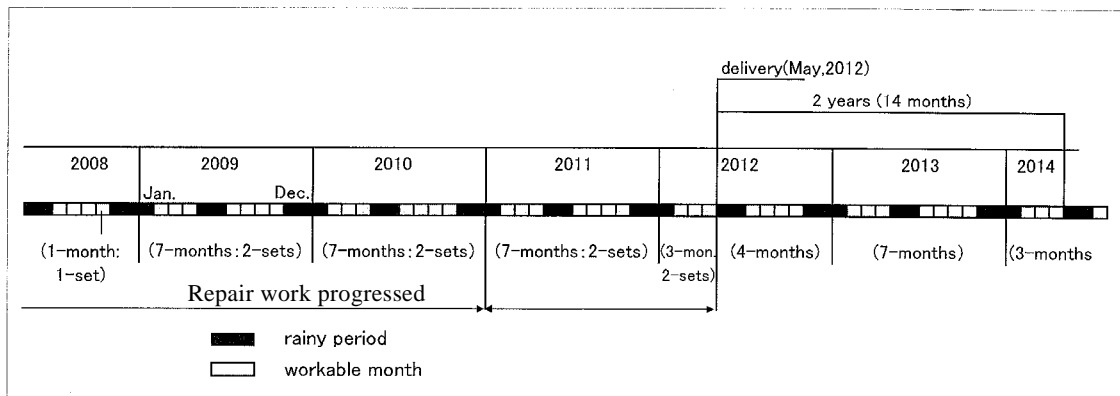 delivery(May,2012)
2 years (14 months)
2008 2009 2010 2011 2012 2013 2014
Jan. Dec.
(1-month: (7-months:2-sets) (7-months:2-sets) (7-months:2-sets) (3-mon. (4-months) (7-months) (3-months
1-set) 2-sets)
Repair work progressed
rainy period
workable month